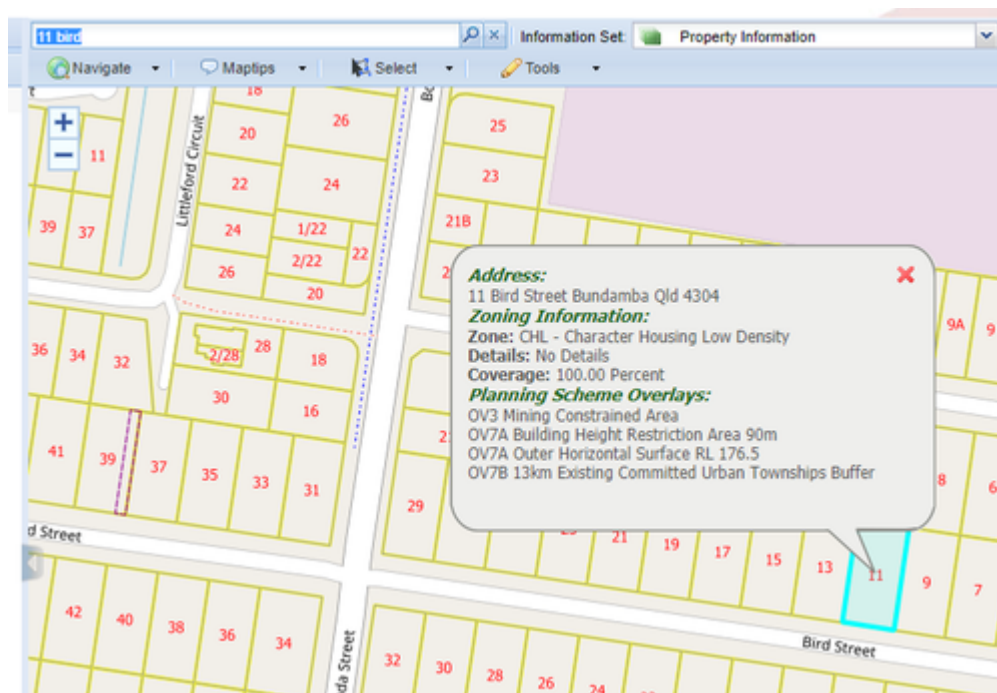 11 bird
Information Set:
Property Information
Navigate
Maptips
Select
Tools
18
20
26
25
11
22
24
23
Littleford Circuit
39
37
24
1/22
21B
2/22
22
26
20
Address:
11 Bird Street Bundamba Qld 4304
Zoning Information:
Zone: CHL - Character Housing Low Density
Details: No Details
Coverage: 100.00 Percent
Planning Scheme Overlays:
OV3 Mining Constrained Area
OV7A Building Height Restriction Area 90m
OV7A Outer Horizontal Surface RL 176.5
OV7B 13km Existing Committed Urban Townships Buffer
9A
36
34
32
2/28
28
18
30
16
41
39
37
35
33
31
29
21
19
17
15
13
11
9
7
8
6
Street
Bird Street
42
40
38
36
34
32
30
28
26
24
Street